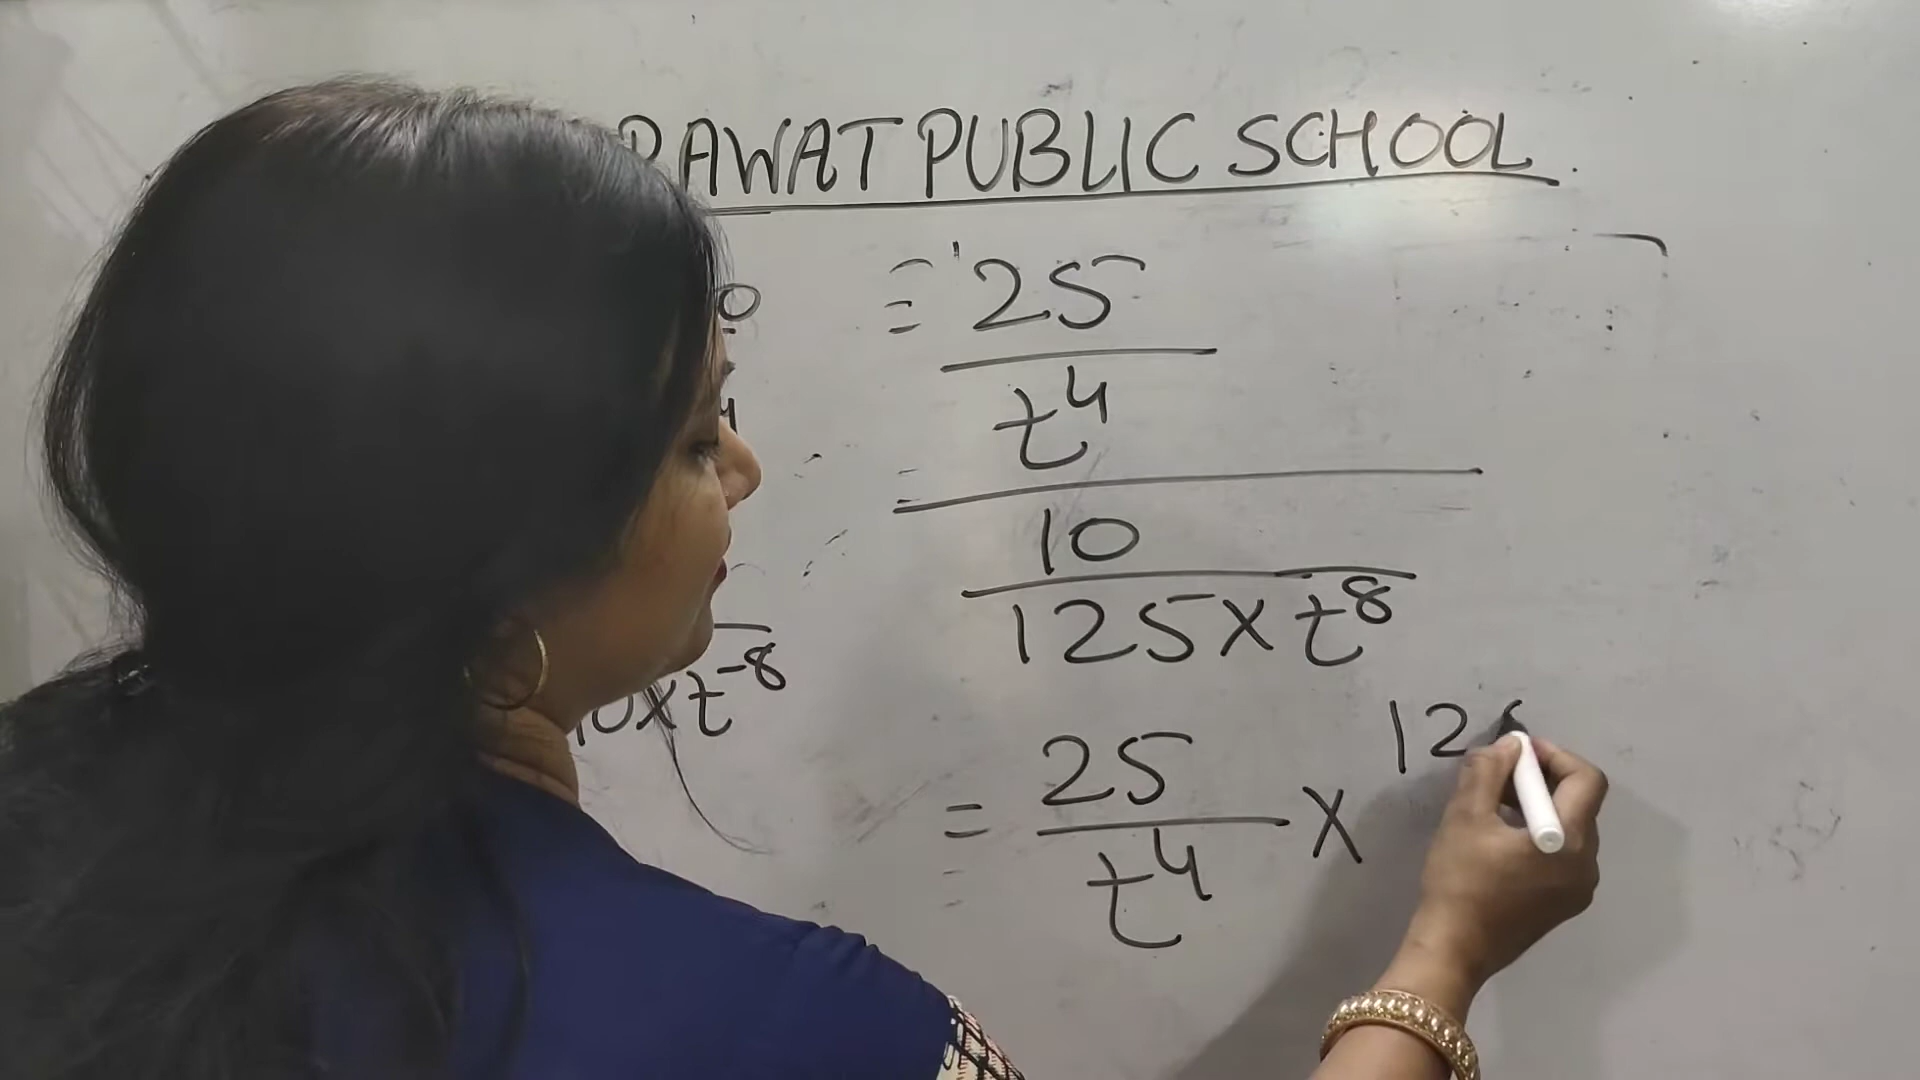 RAWAT PUBLIC SCHOOL.
= 25
t⁴
10
125 x t⁸
10 x t⁻⁸
= 25 x 12
t⁴